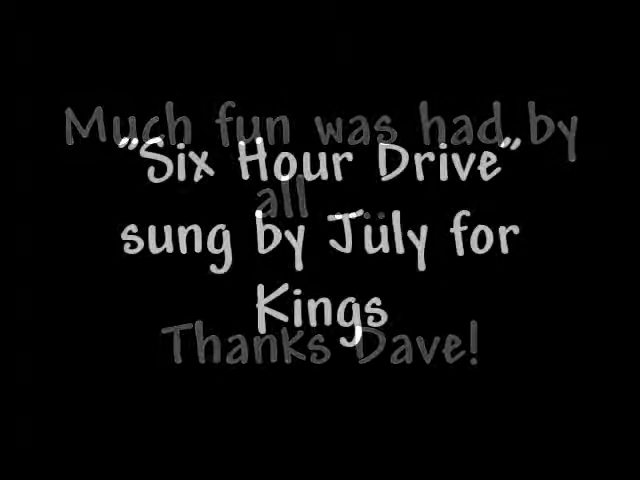 Much fun was had by
"Six Hour Drive"
all...
sung by July for
Kings
Thanks Dave!